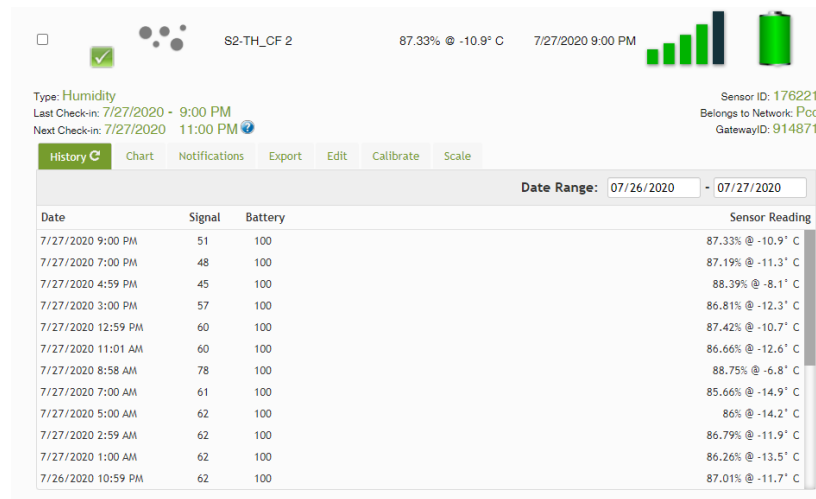 S2-TH_CF 2 87.33% @ -10.9° C 7/27/2020 9:00 PM
Type: Humidity
Last Check-in: 7/27/2020 - 9:00 PM
Next Check-in: 7/27/2020 11:00 PM ?
Sensor ID: 176221
Belongs to Network:
GatewayID: 914871
History Chart Notifications Export Edit Calibrate Scale
Date Range: 07/26/2020 - 07/27/2020
Date Signal Battery Sensor Reading
7/27/2020 9:00 PM 51 100 87.33% @ -10.9° C
7/27/2020 7:00 PM 48 100 87.19% @ -11.3° C
7/27/2020 4:59 PM 45 100 88.39% @ -8.1° C
7/27/2020 3:00 PM 57 100 86.81% @ -12.3° C
7/27/2020 12:59 PM 60 100 87.42% @ -10.7° C
7/27/2020 11:01 AM 60 100 86.66% @ -12.6° C
7/27/2020 8:58 AM 78 100 88.75% @ -6.8° C
7/27/2020 7:00 AM 61 100 85.66% @ -14.9° C
7/27/2020 5:00 AM 62 100 86% @ -14.2° C
7/27/2020 2:59 AM 62 100 86.79% @ -11.9° C
7/27/2020 1:00 AM 62 100 86.26% @ -13.5° C
7/26/2020 10:59 PM 62 100 87.01% @ -11.7° C